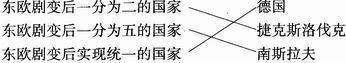 东欧剧变后一分为二的国家 德国
东欧剧变后一分为五的国家 捷克斯洛伐克
东欧剧变后实现统一的国家 南斯拉夫